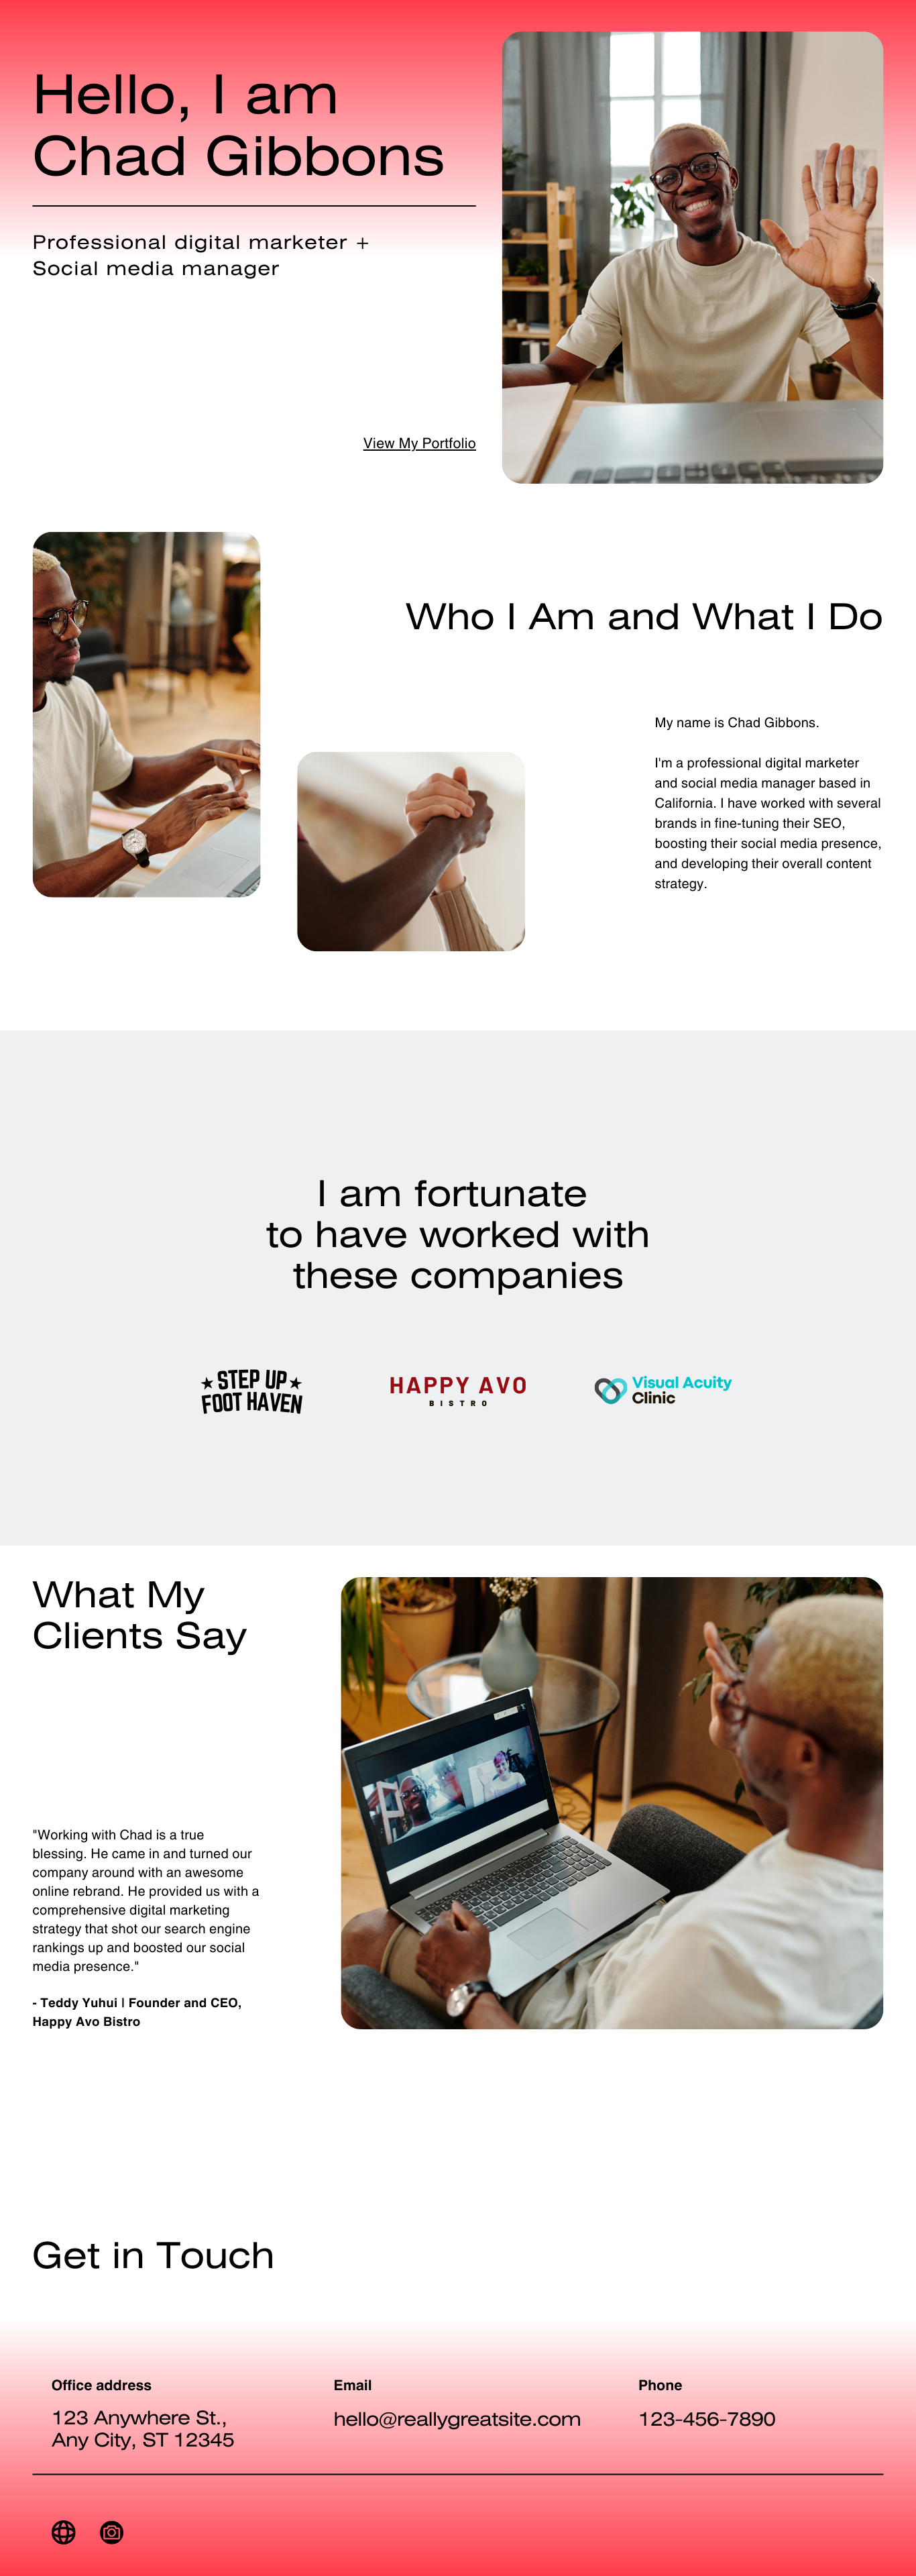 Hello, I am
Chad Gibbons
Professional digital marketer +
Social media manager
View My Portfolio
Who I Am and What I Do
My name is Chad Gibbons.
I'm a professional digital marketer
and social media manager based in
California. I have worked with several
brands in fine-tuning their SEO,
boosting their social media presence,
and developing their overall content
strategy.
I am fortunate
to have worked with
these companies
STEP UP
FOOT HAVEN
HAPPY AVO
BISTRO
Visual Acuity
Clinic
What My
Clients Say
"Working with Chad is a true
blessing. He came in and turned our
company around with an awesome
online rebrand. He provided us with a
comprehensive digital marketing
strategy that shot our search engine
rankings up and boosted our social
media presence."
- Teddy Yuhui | Founder and CEO,
Happy Avo Bistro
Get in Touch
Office address
123 Anywhere St.,
Any City, ST 12345
Email
hello@reallygreatsite.com
Phone
123-456-7890